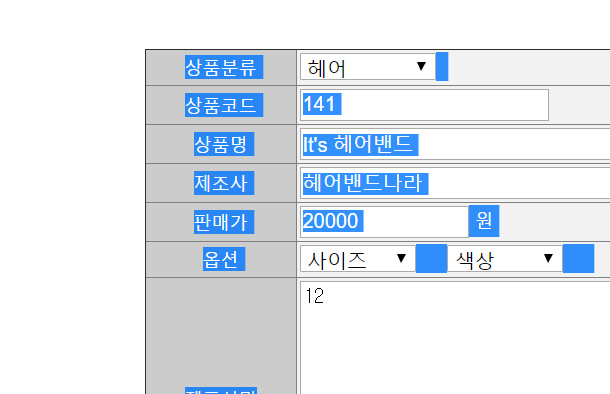 상품분류 헤어
상품코드 141
상품명 It's 헤어밴드
제조사 헤어밴드나라
판매가 20000 원
옵션 사이즈 색상
12